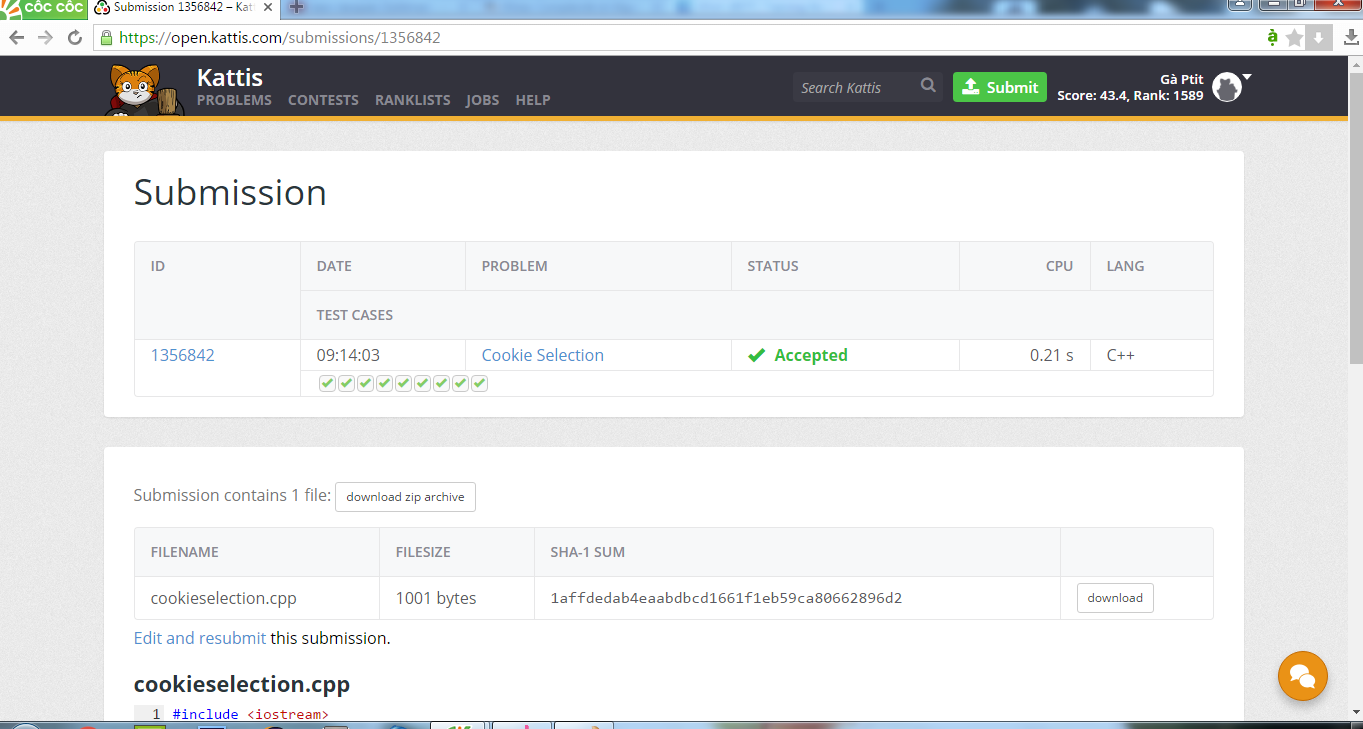 CỐC CỐC Submission 1356842 – Kat
https://open.kattis.com/submissions/1356842
Kattis
PROBLEMS CONTESTS RANKLISTS JOBS HELP
Search Kattis
Submit
Gà Ptit
Score: 43.4, Rank: 1589
Submission
ID DATE PROBLEM STATUS CPU LANG
TEST CASES
1356842 09:14:03 Cookie Selection Accepted 0.21 s C++
Submission contains 1 file: download zip archive
FILENAME FILESIZE SHA-1 SUM
cookieselection.cpp 1001 bytes 1affdedab4eaabdbcd1661f1eb59ca80662896d2 download
Edit and resubmit this submission.
cookieselection.cpp
1 #include <iostream>